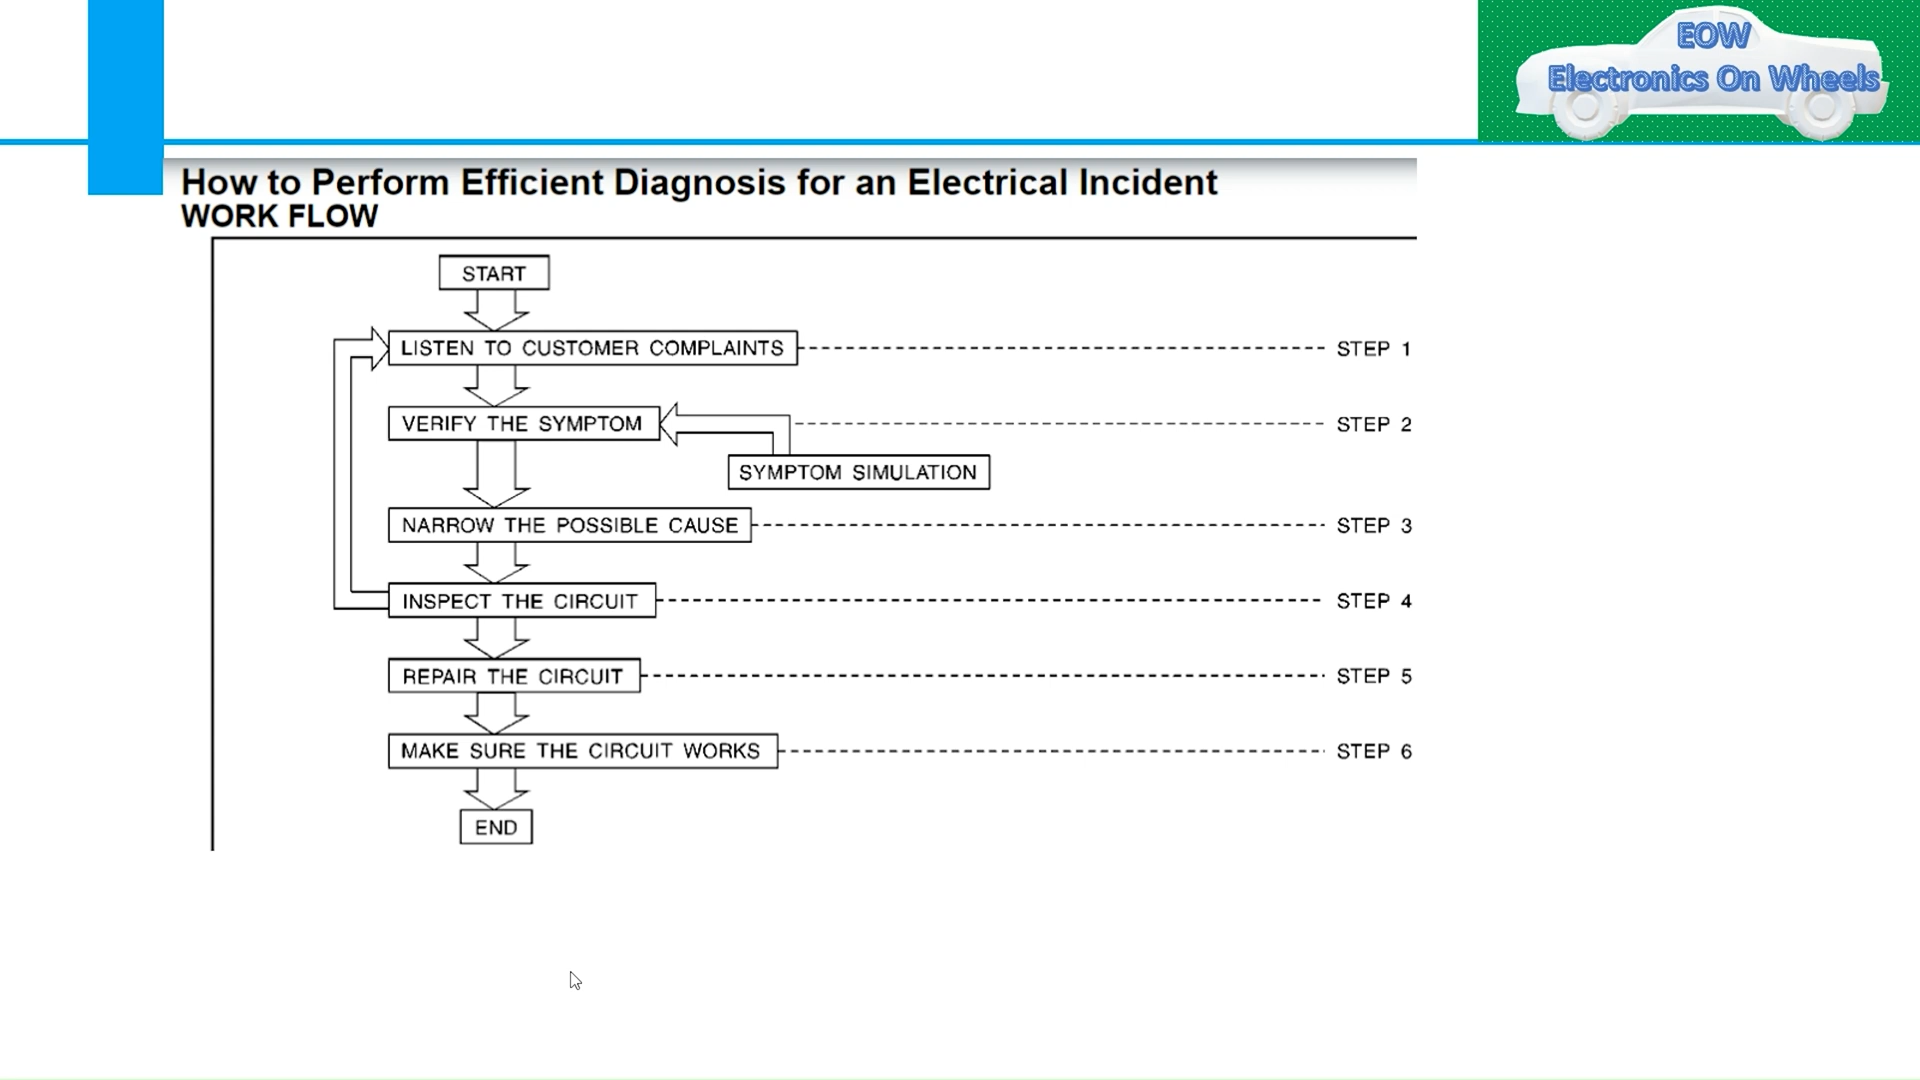 EOW
Electronics On Wheels
How to Perform Efficient Diagnosis for an Electrical Incident
WORK FLOW
START
LISTEN TO CUSTOMER COMPLAINTS STEP 1
VERIFY THE SYMPTOM STEP 2
SYMPTOM SIMULATION
NARROW THE POSSIBLE CAUSE STEP 3
INSPECT THE CIRCUIT STEP 4
REPAIR THE CIRCUIT STEP 5
MAKE SURE THE CIRCUIT WORKS STEP 6
END